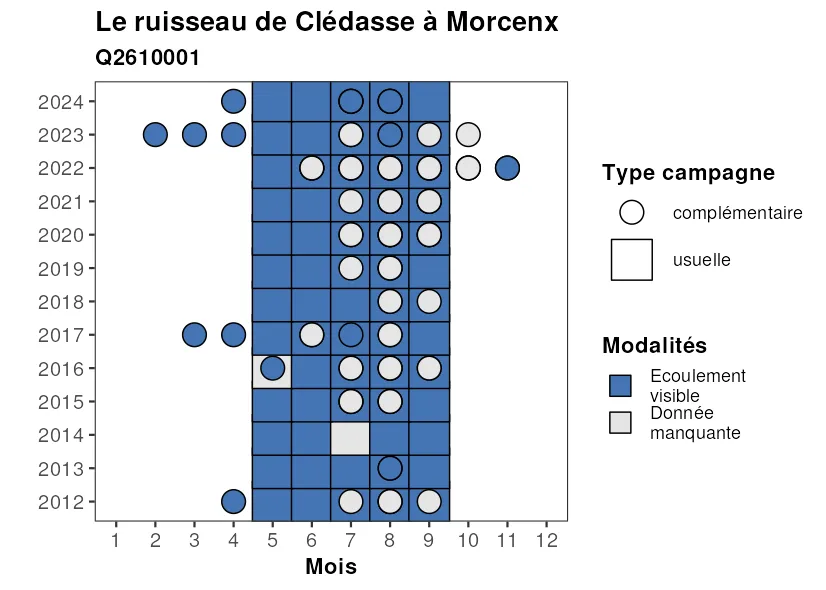 Le ruisseau de Clédasse à Morcenx
Q2610001
2024
2023
2022
2021
2020
2019
2018
2017
2016
2015
2014
2013
2012
1 2 3 4 5 6 7 8 9 10 11 12
Mois
Type campagne
complémentaire
usuelle
Modalités
Ecoulement
visible
Donnée
manquante